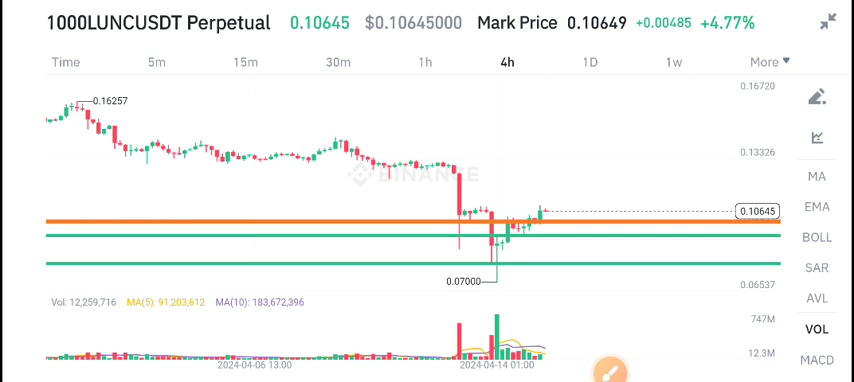 1000LUNCUSDT Perpetual 0.10645 $0.10645000 Mark Price 0.10649 +0.00485 +4.77%
Time 5m 15m 30m 1h 4h 1D 1w More
0.16720
0.16257
0.13326
MA
BINANCE
EMA
0.10645
BOLL
SAR
0.07000
0.06537
AVL
Vol: 12,259,716 MA(5): 91,203,612 MA(10): 183,672,396
747M
VOL
12.3M
MACD
2024-04-06 13:00 2024-04-14 01:00